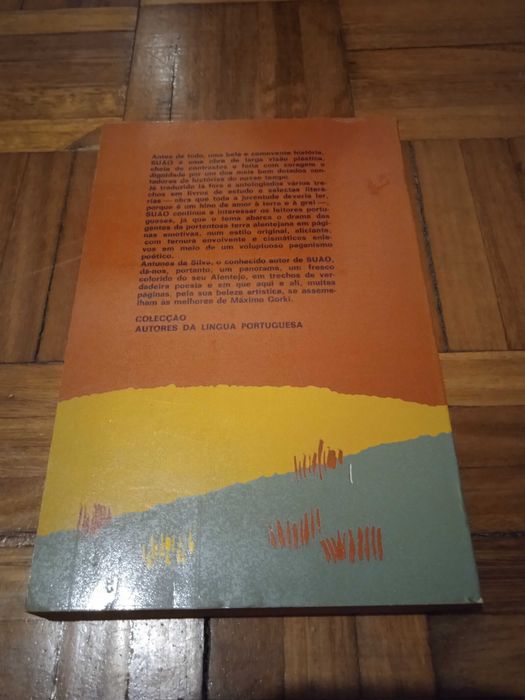 Antes de tudo, uma bela e comovente história,
SUÃO é uma obra de larga visão plástica,
cheia de contrastes e feita com coragem e
dignidade por um dos mais bem dotados con-
tadores de histórias do nosso tempo.
Já traduzido lá fora e antologiados vários tre-
chos em livros de estudo e selectas literá-
rias — obra que toda a juventude deveria ler,
porque é um hino de amor à terra e à grei —,
SUÃO continua a interessar os leitores portu-
gueses, já que o tema abarca o drama das
gentes da portentosa terra alentejana em pági-
nas emotivas, num estilo original, aliciante,
com ternura envolvente e cismáticos enle-
vos em meio de um voluptuoso paganismo
poético.
Antunes da Silva, o conhecido autor de SUÃO,
dá-nos, portanto, um panorama, um fresco
colorido do seu Alentejo, em trechos de ver-
dadeira poesia e em que aqui e ali, muitas
páginas, pela sua beleza artística, se asseme-
lham às melhores de Máximo Gorki.
COLECÇÃO
AUTORES DA LÍNGUA PORTUGUESA